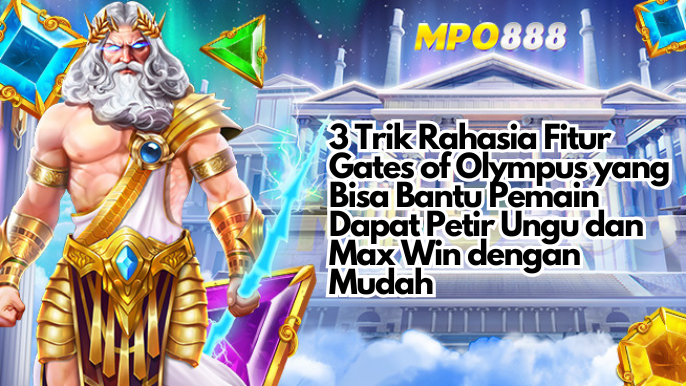 MPO888
3 Trik Rahasia Fitur
Gates of Olympus yang
Bisa Bantu Pemain
Dapat Petir Ungu dan
Max Win dengan
Mudah